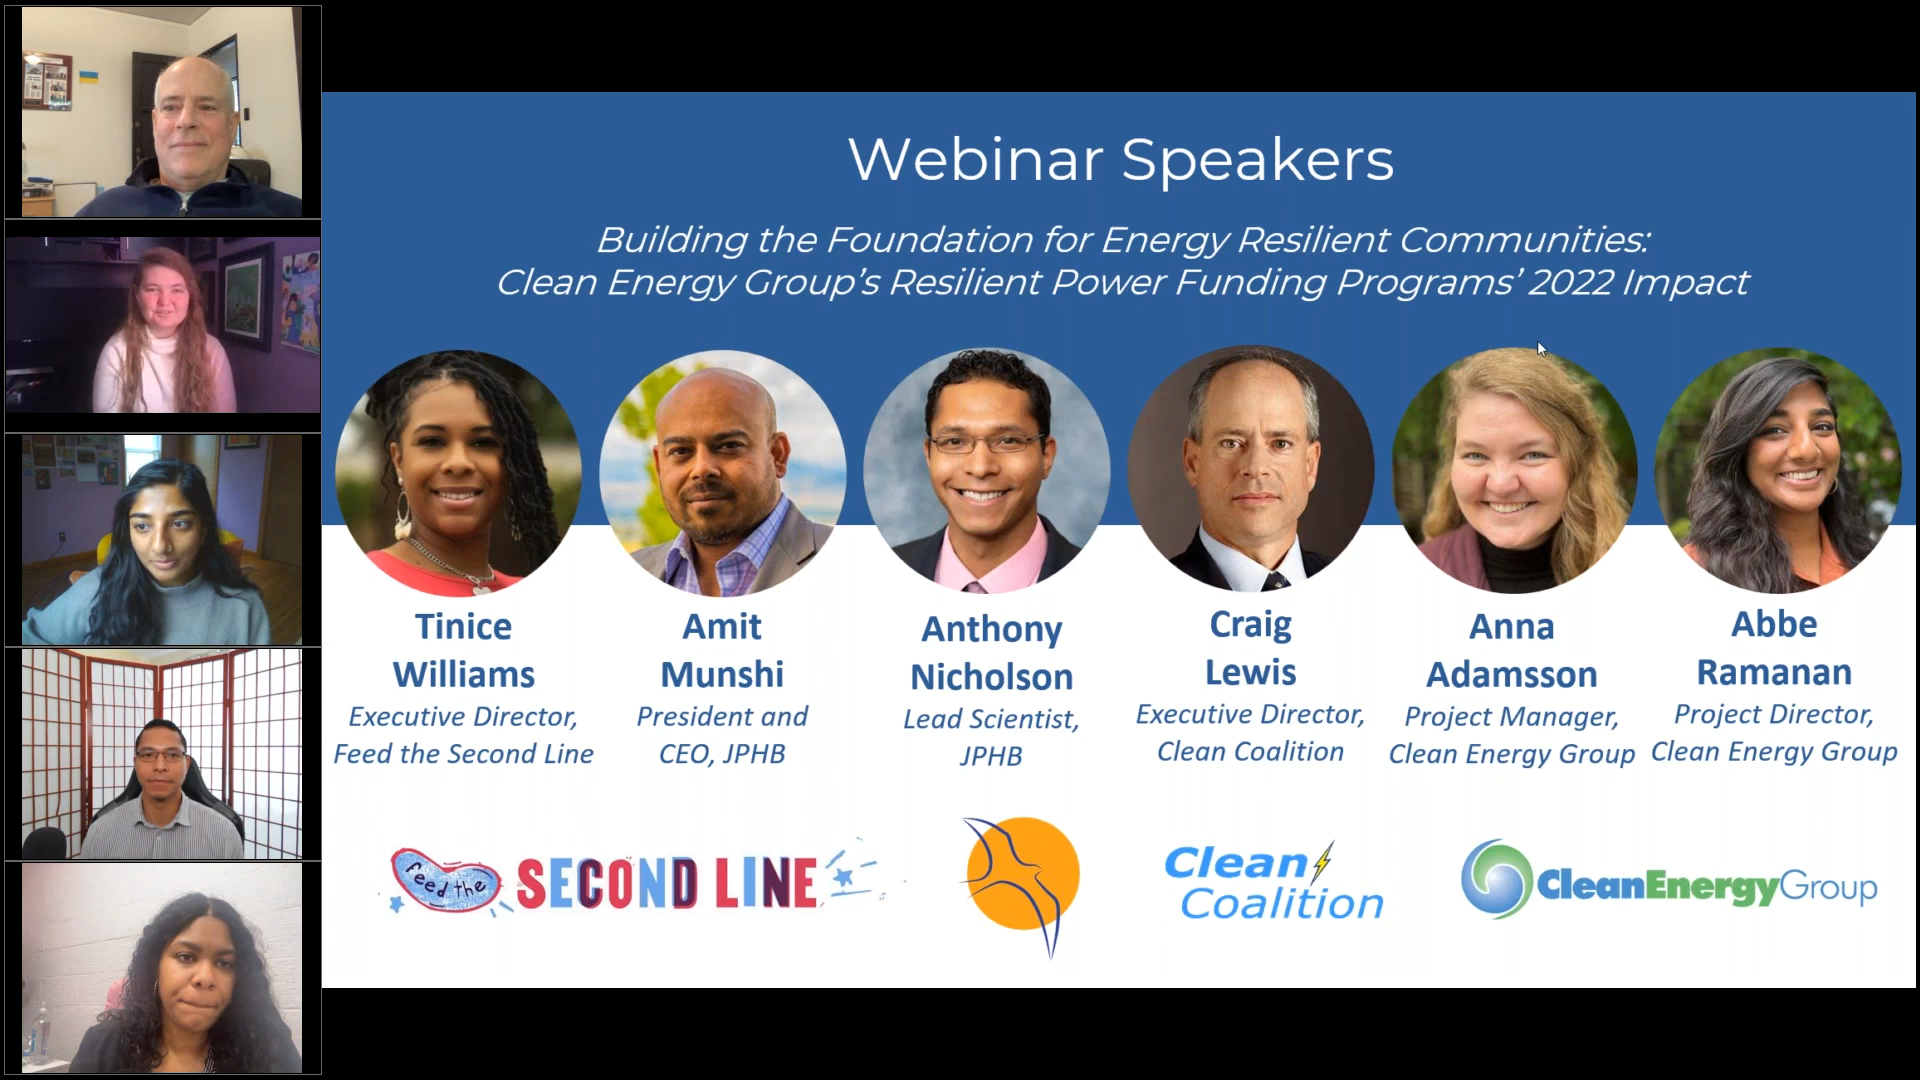 Webinar Speakers
Building the Foundation for Energy Resilient Communities:
Clean Energy Group's Resilient Power Funding Programs' 2022 Impact
Tinice
Williams
Executive Director,
Feed the Second Line
Amit
Munshi
President and
CEO, JPHB
Anthony
Nicholson
Lead Scientist,
JPHB
Craig
Lewis
Executive Director,
Clean Coalition
Anna
Adamsson
Project Manager,
Clean Energy Group
Abbe
Ramanan
Project Director,
Clean Energy Group
feed the SECOND LINE
Clean
Coalition
CleanEnergyGroup